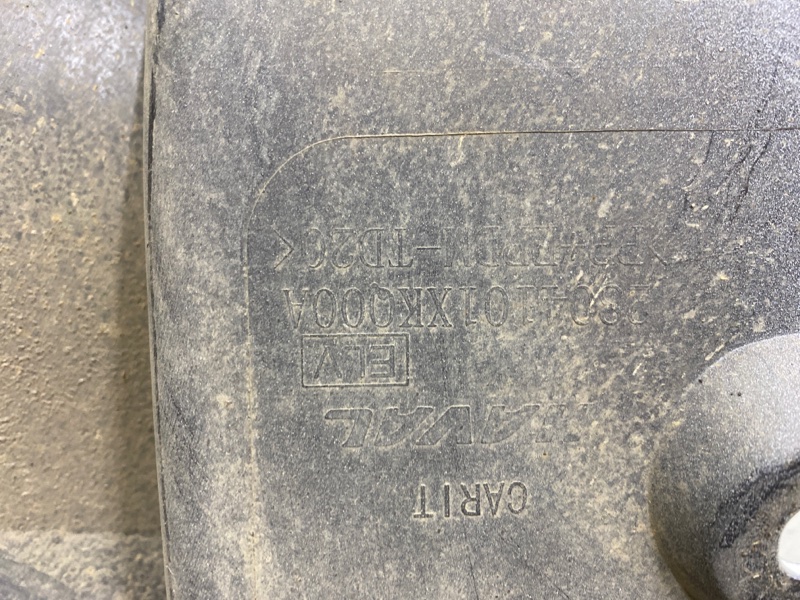 CARIT
HAVAL
ELV
2804101XKQ00A
>PP+EPDM-TD20<